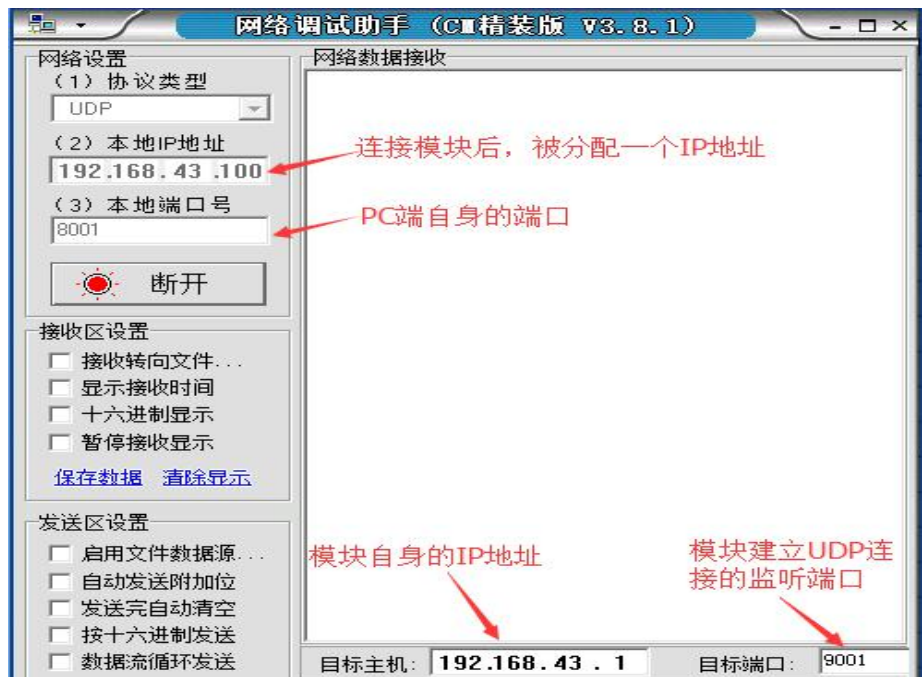 网络调试助手 (CM精装版 V3.8.1)
网络设置
(1) 协议类型
UDP
(2) 本地IP地址
192.168.43.100
(3) 本地端口号
8001
断开
接收区设置
接收转向文件...
显示接收时间
十六进制显示
暂停接收显示
保存数据 清除显示
发送区设置
启用文件数据源...
自动发送附加位
发送完自动清空
按十六进制发送
数据流循环发送
网络数据接收
连接模块后，被分配一个IP地址
PC端自身的端口
模块自身的IP地址
模块建立UDP连
接的监听端口
目标主机: 192.168.43.1 目标端口: 9001